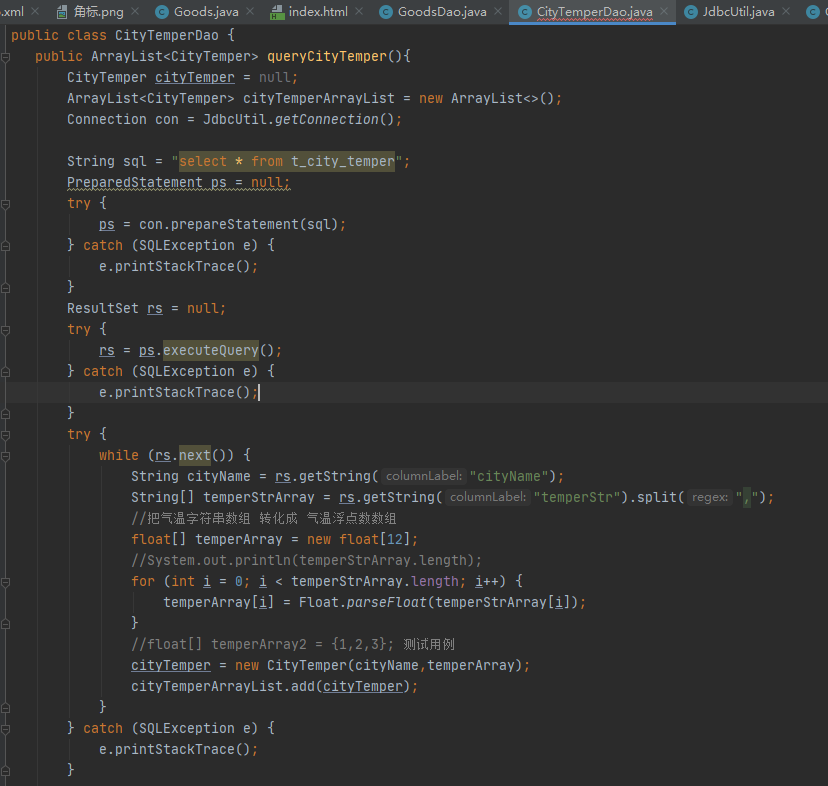 .xml 角标.png Goods.java index.html GoodsDao.java CityTemperDao.java JdbcUtil.java
public class CityTemperDao {
public ArrayList<CityTemper> queryCityTemper(){
CityTemper cityTemper = null;
ArrayList<CityTemper> cityTemperArrayList = new ArrayList<>();
Connection con = JdbcUtil.getConnection();
String sql = "select * from t_city_temper";
PreparedStatement ps = null;
try {
ps = con.prepareStatement(sql);
} catch (SQLException e) {
e.printStackTrace();
}
ResultSet rs = null;
try {
rs = ps.executeQuery();
} catch (SQLException e) {
e.printStackTrace();
}
try {
while (rs.next()) {
String cityName = rs.getString( columnLabel: "cityName");
String[] temperStrArray = rs.getString( columnLabel: "temperStr").split( regex: ",");
//把气温字符串数组 转化成 气温浮点数数组
float[] temperArray = new float[12];
//System.out.println(temperStrArray.length);
for (int i = 0; i < temperStrArray.length; i++) {
temperArray[i] = Float.parseFloat(temperStrArray[i]);
}
//float[] temperArray2 = {1,2,3}; 测试用例
cityTemper = new CityTemper(cityName,temperArray);
cityTemperArrayList.add(cityTemper);
}
} catch (SQLException e) {
e.printStackTrace();
}